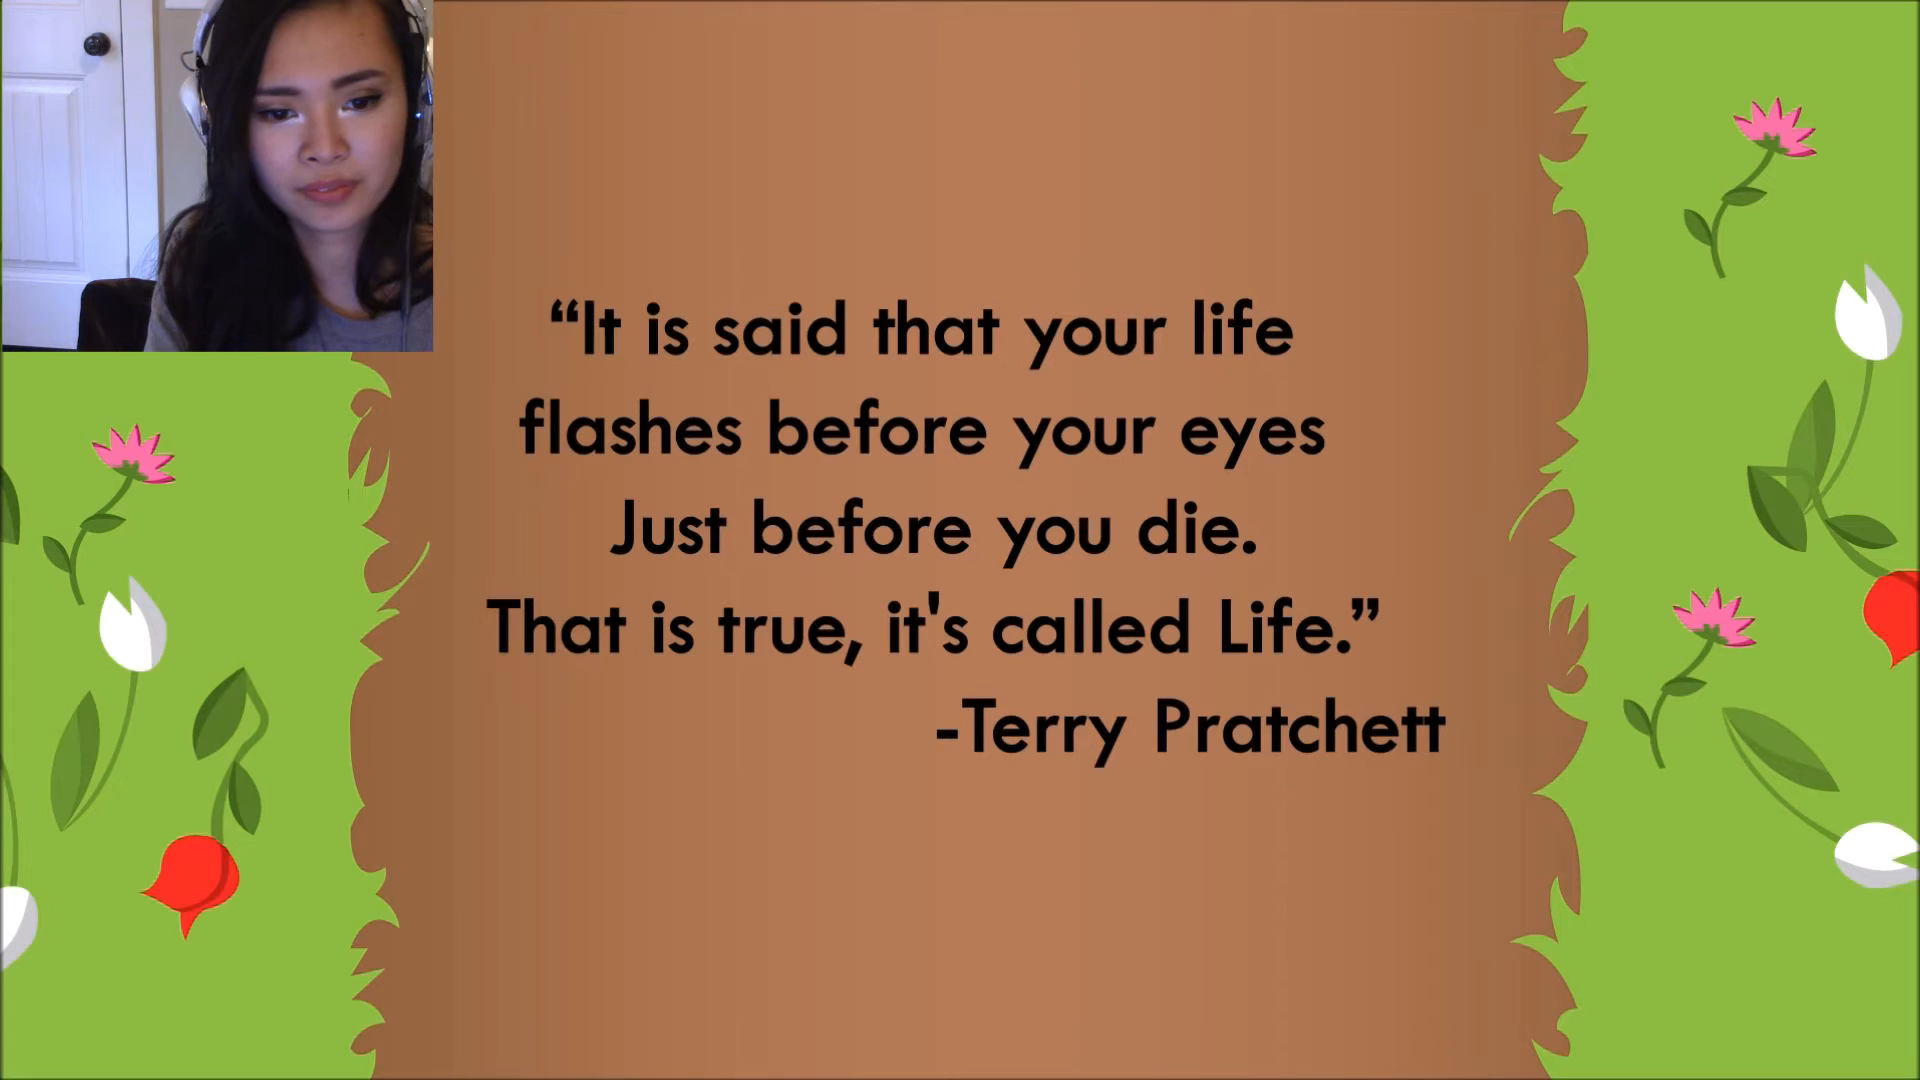 “It is said that your life
flashes before your eyes
Just before you die.
That is true, it's called Life.”
-Terry Pratchett